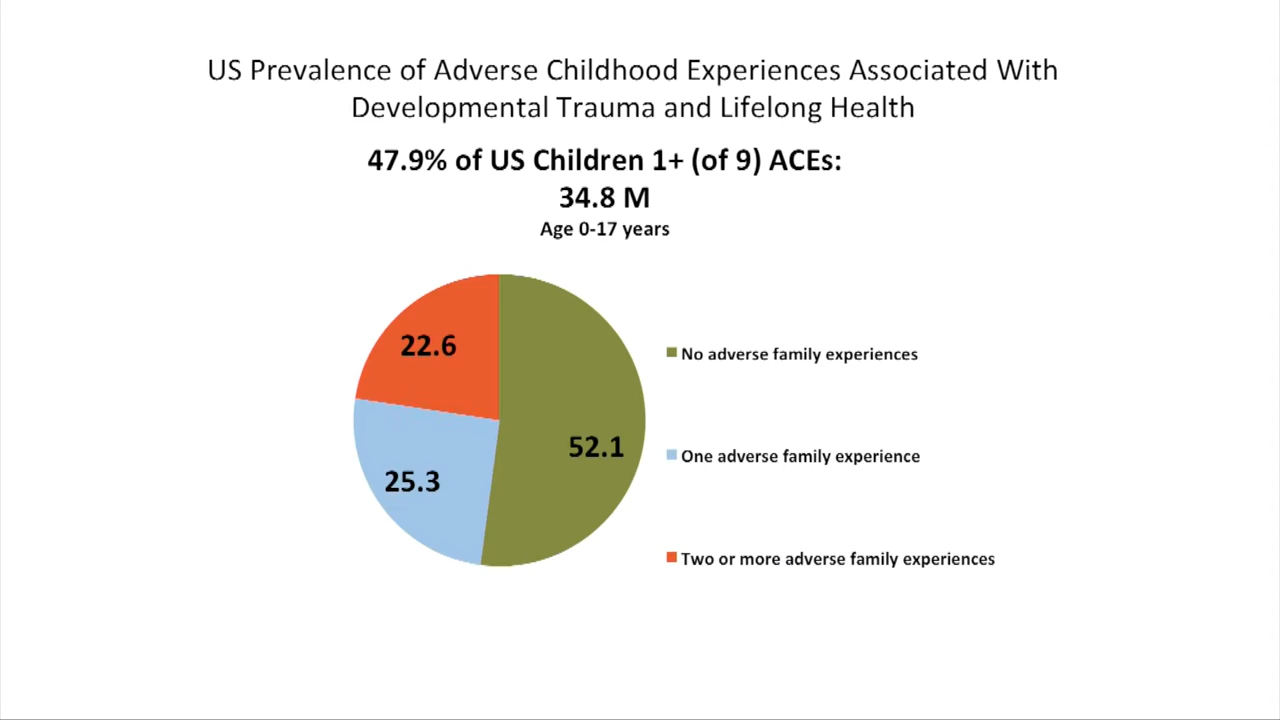 US Prevalence of Adverse Childhood Experiences Associated With
Developmental Trauma and Lifelong Health
47.9% of US Children 1+ (of 9) ACEs:
34.8 M
Age 0-17 years
22.6
52.1
25.3
No adverse family experiences
One adverse family experience
Two or more adverse family experiences